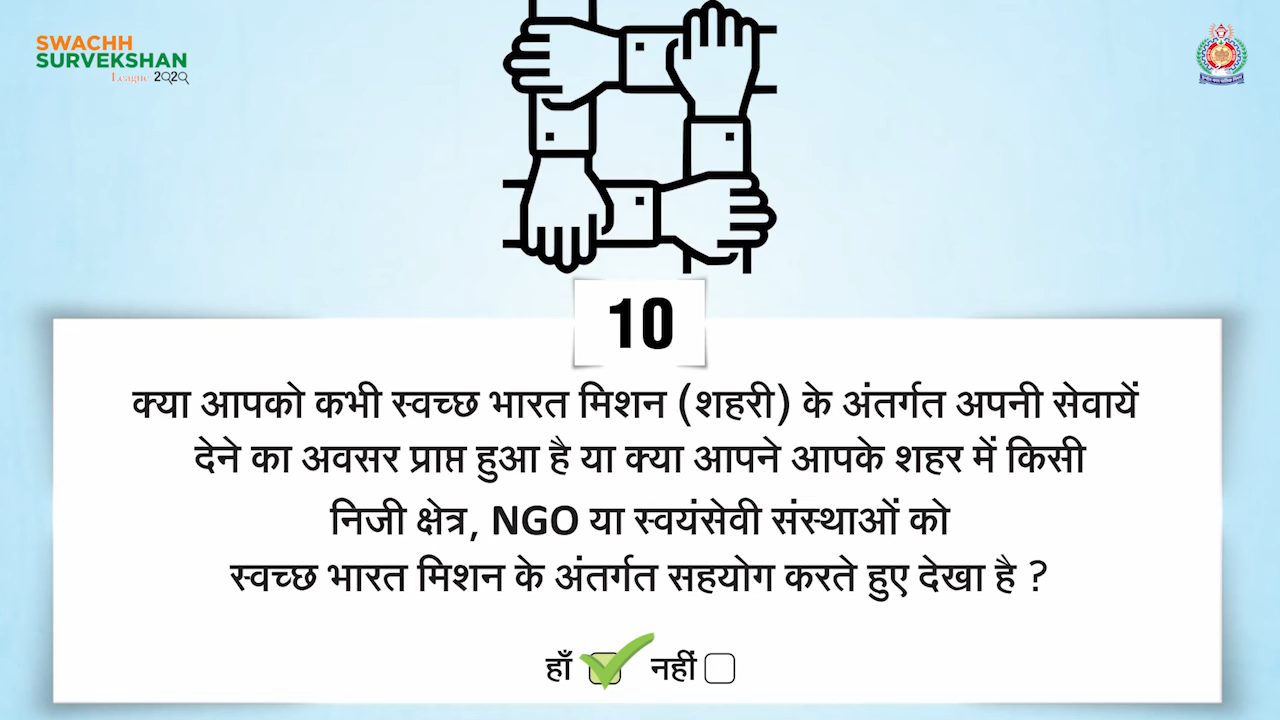 SWACHH
SURVEKSHAN
League 2020
10
क्या आपको कभी स्वच्छ भारत मिशन (शहरी) के अंतर्गत अपनी सेवायें
देने का अवसर प्राप्त हुआ है या क्या आपने आपके शहर में किसी
निजी क्षेत्र, NGO या स्वयंसेवी संस्थाओं को
स्वच्छ भारत मिशन के अंतर्गत सहयोग करते हुए देखा है ?
हाँ नहीं